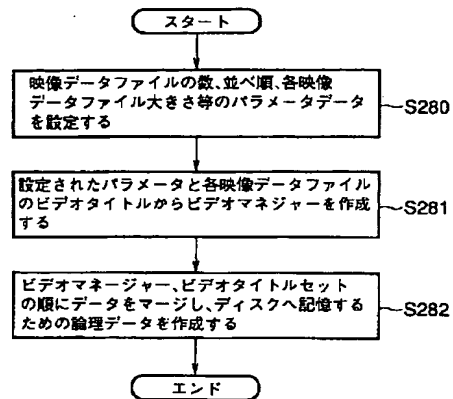 スタート
映像データファイルの数、並べ順、各映像
データファイル大きさ等のパラメータデータ
を設定する
S280
設定されたパラメータと各映像データファイル
のビデオタイトルからビデオマネジャーを作成
する
S281
ビデオマネージャー、ビデオタイトルセット
の順にデータをマージし、ディスクへ記憶する
ための論理データを作成する
S282
エンド